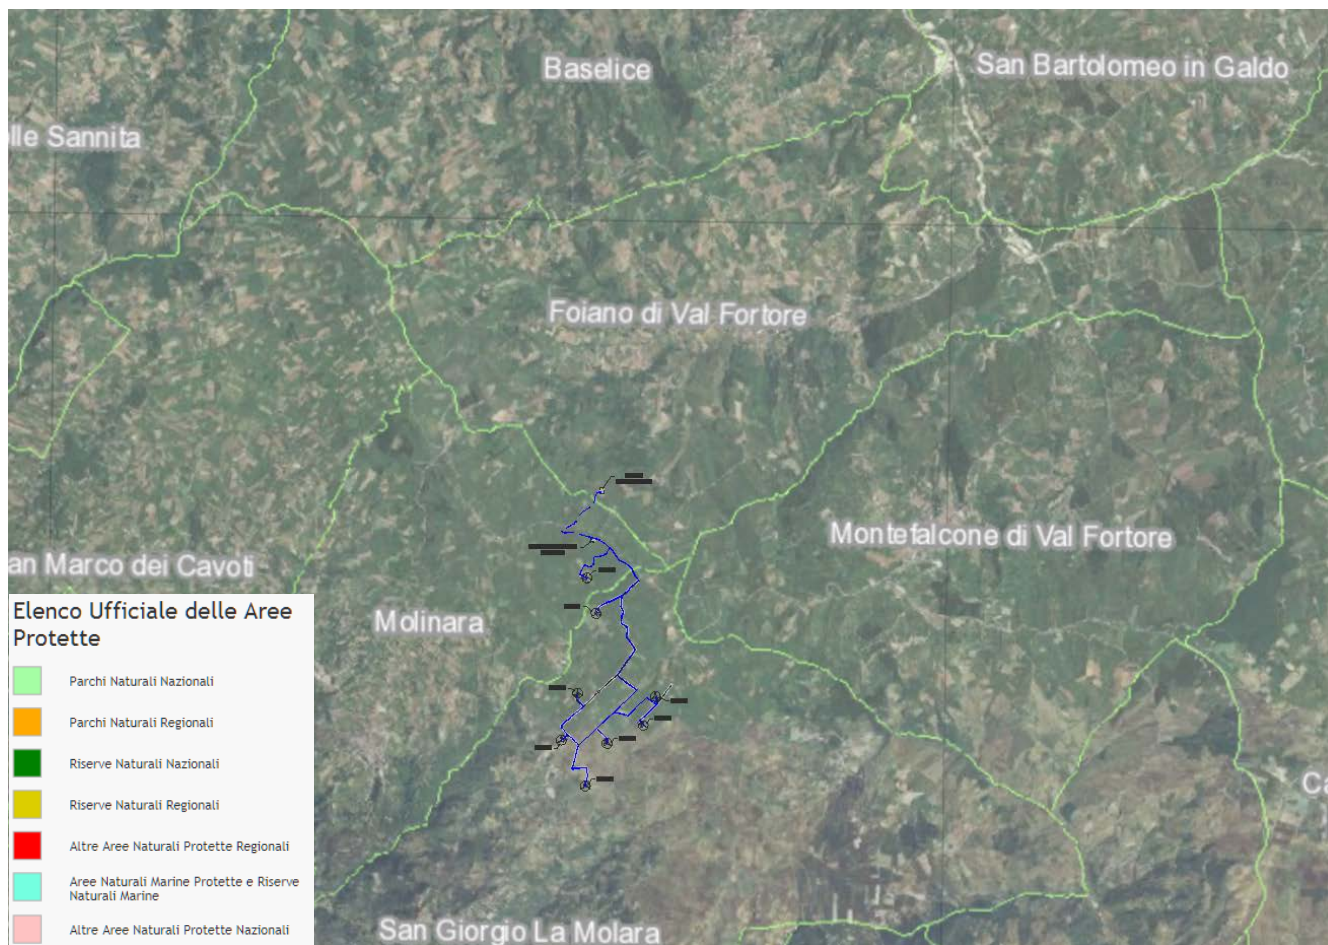 Baselice
San Bartolomeo in Galdo
lle Sannita
Foiano di Val Fortore
Montefalcone di Val Fortore
an Marco dei Cavoti
Molinara
Ca
San Giorgio La Molara
Elenco Ufficiale delle Aree
Protette
Parchi Naturali Nazionali
Parchi Naturali Regionali
Riserve Naturali Nazionali
Riserve Naturali Regionali
Altre Aree Naturali Protette Regionali
Aree Naturali Marine Protette e Riserve
Naturali Marine
Altre Aree Naturali Protette Nazionali